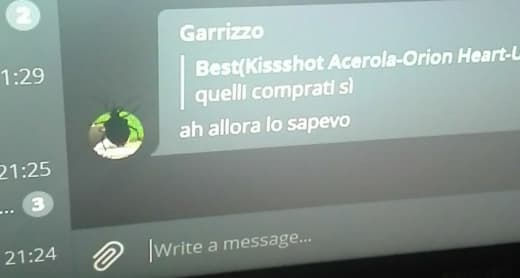 2
Garrizzo
1:29
Best(Kissshot Acerola-Orion Heart-U
quelli comprati sì
ah allora lo sapevo
21:25
... 3
21:24
Write a message...